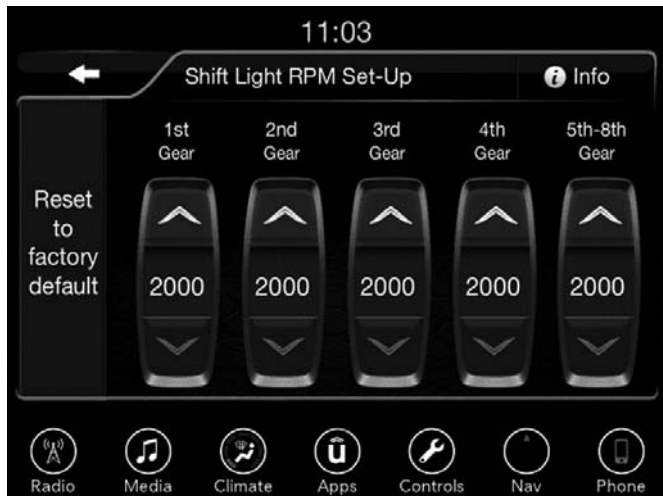 11:03
Shift Light RPM Set-Up
i Info
1st Gear
2nd Gear
3rd Gear
4th Gear
5th-8th Gear
Reset
to
factory
default
2000 2000 2000 2000 2000
Radio Media Climate û Apps Controls Nav Phone